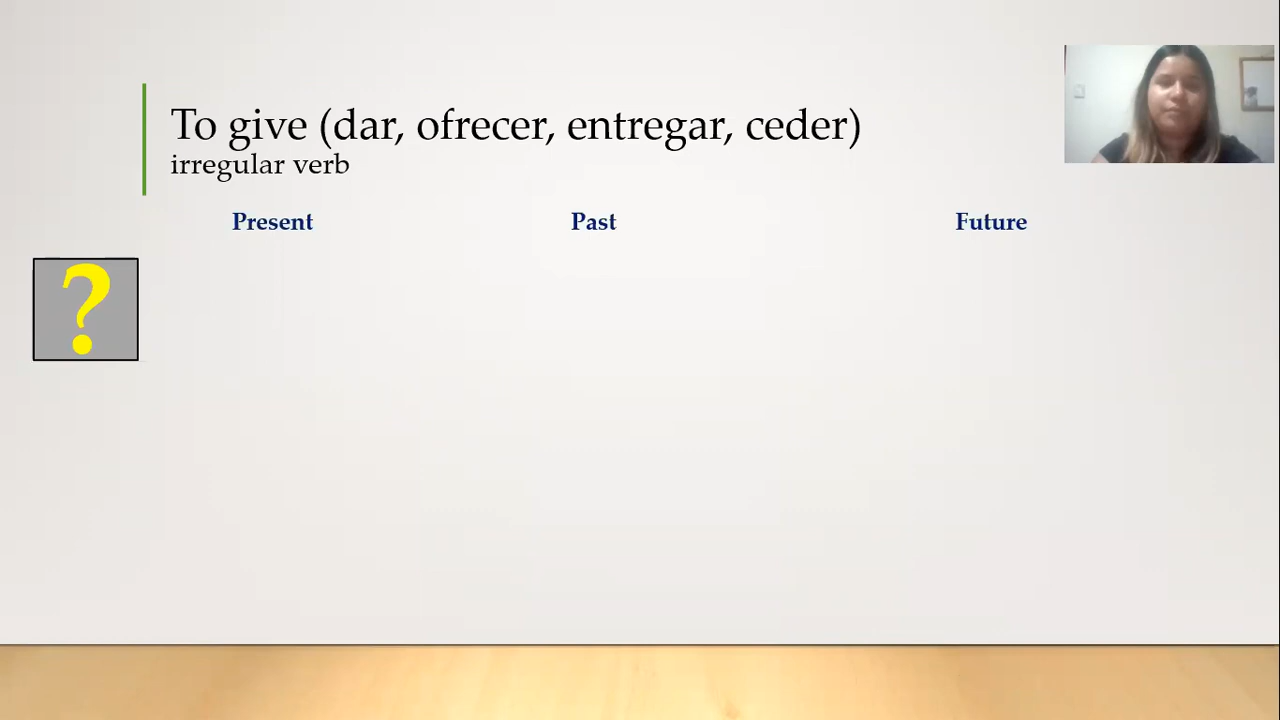 To give (dar, ofrecer, entregar, ceder)
irregular verb
Present Past Future
?